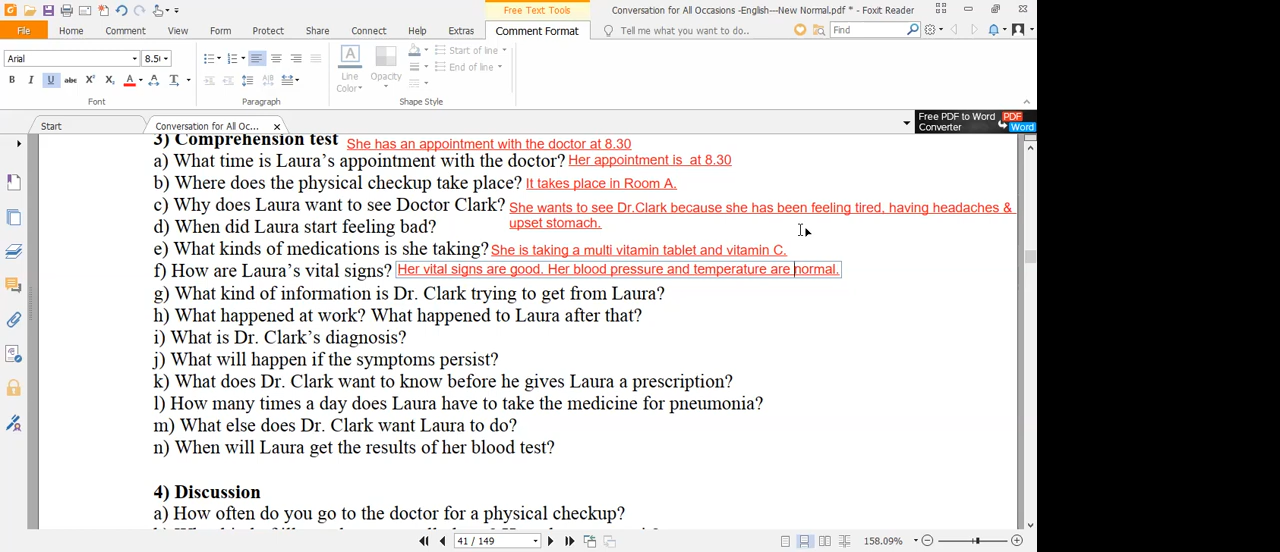 Free Text Tools
Conversation for All Occasions -English---New Normal.pdf * - Foxit Reader
File Home Comment View Form Protect Share Connect Help Extras Comment Format Tell me what you want to do.. Find
Arial 8.5
B I U abc X² X₂ A A T
Line Color Opacity Start of line
End of line
Font Paragraph Shape Style
Start Conversation for All Oc...
Free PDF to Word Converter PDF Word
3) Comprehension test She has an appointment with the doctor at 8.30
a) What time is Laura's appointment with the doctor? Her appointment is at 8.30
b) Where does the physical checkup take place? It takes place in Room A.
c) Why does Laura want to see Doctor Clark? She wants to see Dr.Clark because she has been feeling tired, having headaches &
upset stomach.
d) When did Laura start feeling bad?
e) What kinds of medications is she taking? She is taking a multi vitamin tablet and vitamin C.
f) How are Laura's vital signs? Her vital signs are good. Her blood pressure and temperature are normal.
g) What kind of information is Dr. Clark trying to get from Laura?
h) What happened at work? What happened to Laura after that?
i) What is Dr. Clark's diagnosis?
j) What will happen if the symptoms persist?
k) What does Dr. Clark want to know before he gives Laura a prescription?
l) How many times a day does Laura have to take the medicine for pneumonia?
m) What else does Dr. Clark want Laura to do?
n) When will Laura get the results of her blood test?
4) Discussion
a) How often do you go to the doctor for a physical checkup?
41 / 149 158.09%